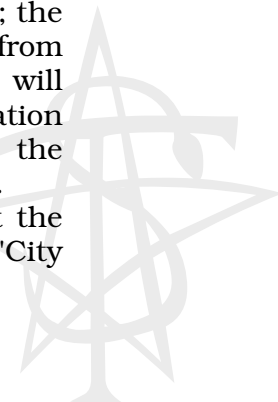 ; the
from
will
ation
the
.
t the
"City